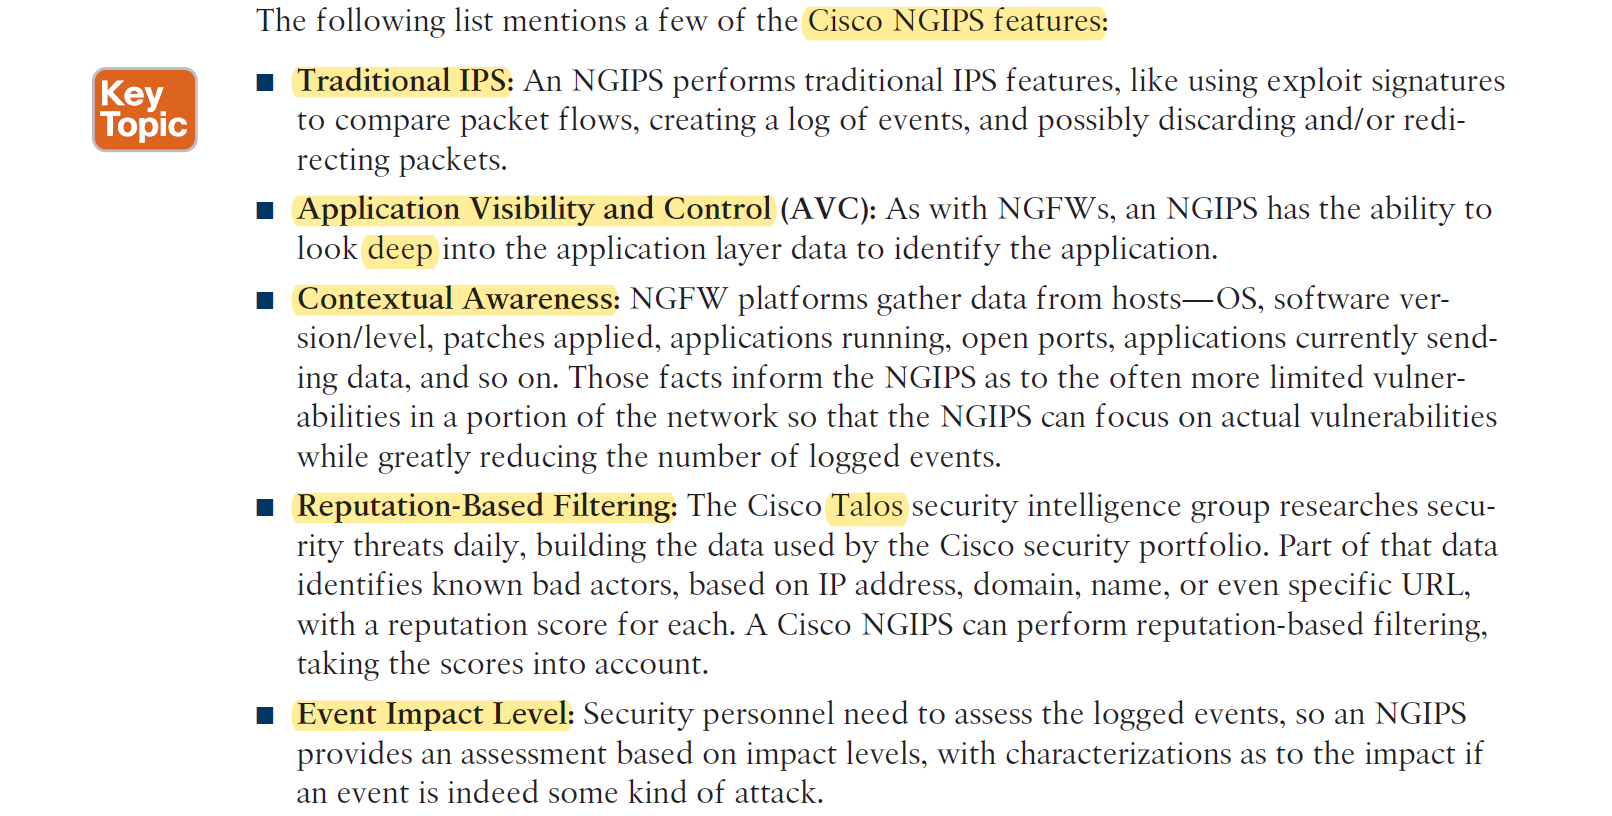 The following list mentions a few of the Cisco NGIPS features:
Key
Topic
■ Traditional IPS: An NGIPS performs traditional IPS features, like using exploit signatures
to compare packet flows, creating a log of events, and possibly discarding and/or redi-
recting packets.
■ Application Visibility and Control (AVC): As with NGFWs, an NGIPS has the ability to
look deep into the application layer data to identify the application.
■ Contextual Awareness: NGFW platforms gather data from hosts—OS, software ver-
sion/level, patches applied, applications running, open ports, applications currently send-
ing data, and so on. Those facts inform the NGIPS as to the often more limited vulner-
abilities in a portion of the network so that the NGIPS can focus on actual vulnerabilities
while greatly reducing the number of logged events.
■ Reputation-Based Filtering: The Cisco Talos security intelligence group researches secu-
rity threats daily, building the data used by the Cisco security portfolio. Part of that data
identifies known bad actors, based on IP address, domain, name, or even specific URL,
with a reputation score for each. A Cisco NGIPS can perform reputation-based filtering,
taking the scores into account.
■ Event Impact Level: Security personnel need to assess the logged events, so an NGIPS
provides an assessment based on impact levels, with characterizations as to the impact if
an event is indeed some kind of attack.